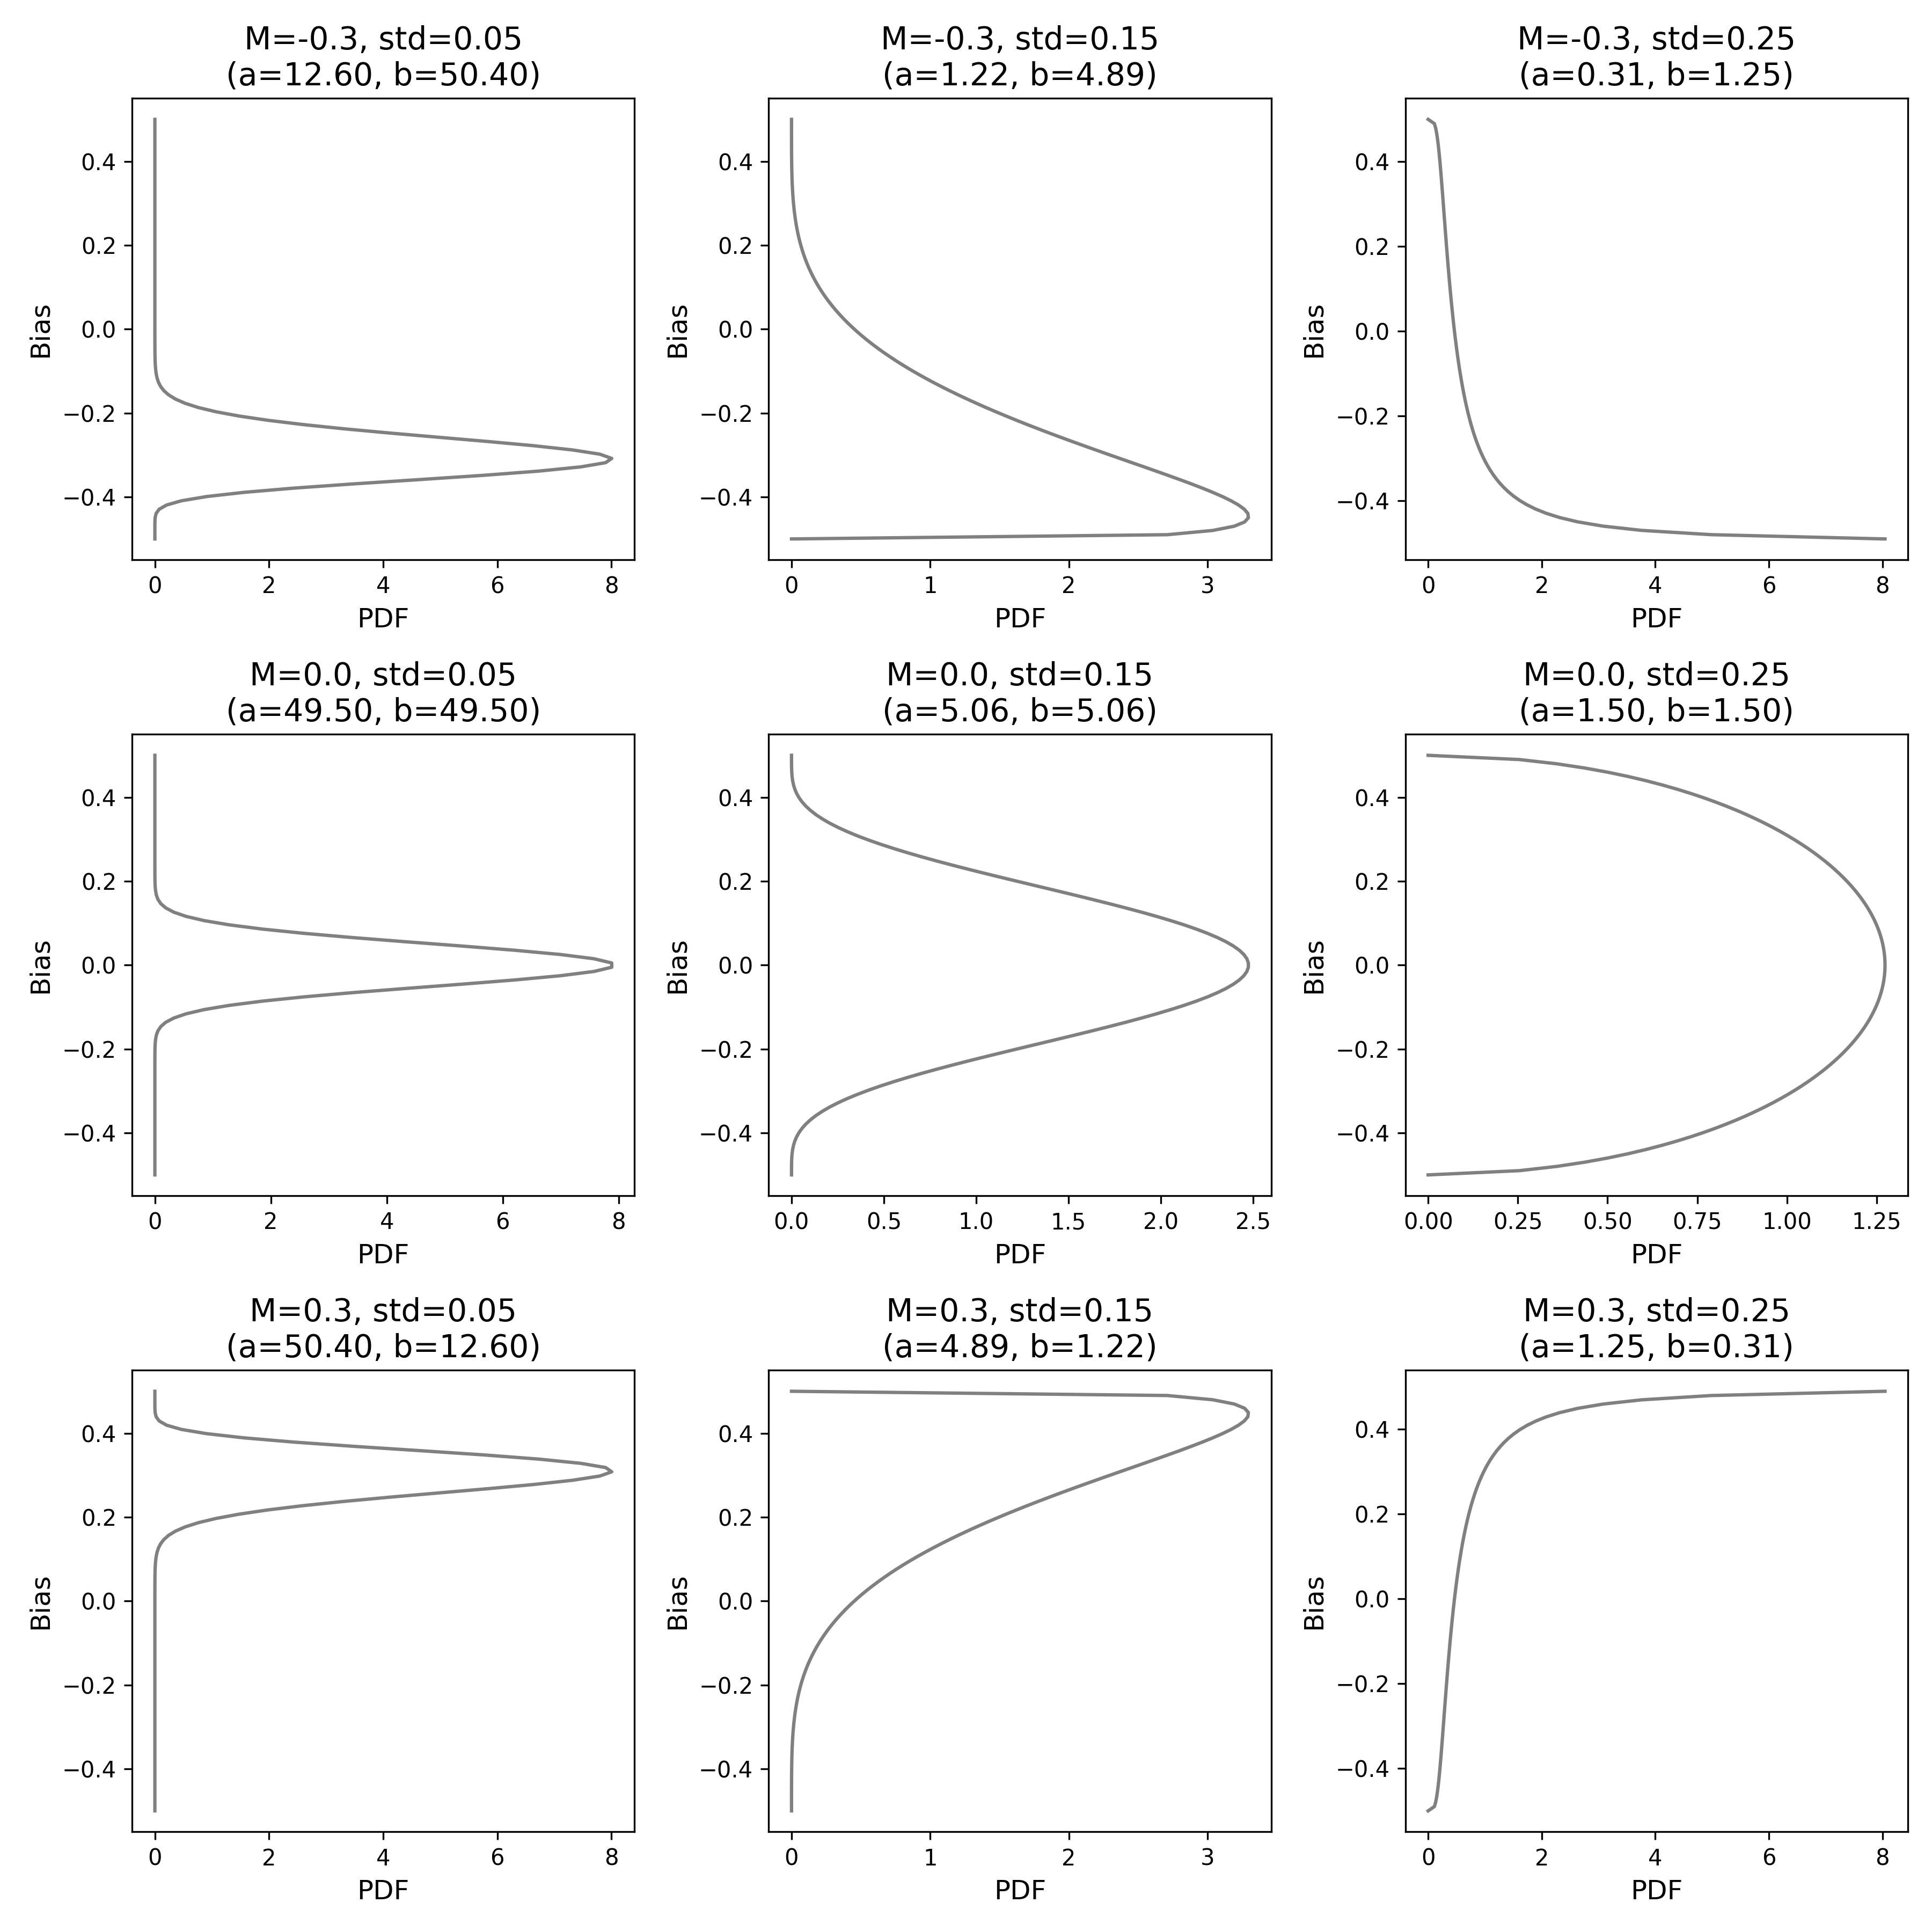 M=-0.3, std=0.05
(a=12.60, b=50.40)
0.4
0.2
0.0
−0.2
−0.4
Bias
0 2 4 6 8
PDF
M=-0.3, std=0.15
(a=1.22, b=4.89)
0.4
0.2
0.0
−0.2
−0.4
Bias
0 1 2 3
PDF
M=-0.3, std=0.25
(a=0.31, b=1.25)
0.4
0.2
0.0
−0.2
−0.4
Bias
0 2 4 6 8
PDF
M=0.0, std=0.05
(a=49.50, b=49.50)
0.4
0.2
0.0
−0.2
−0.4
Bias
0 2 4 6 8
PDF
M=0.0, std=0.15
(a=5.06, b=5.06)
0.4
0.2
0.0
−0.2
−0.4
Bias
0.0 0.5 1.0 1.5 2.0 2.5
PDF
M=0.0, std=0.25
(a=1.50, b=1.50)
0.4
0.2
0.0
−0.2
−0.4
Bias
0.00 0.25 0.50 0.75 1.00 1.25
PDF
M=0.3, std=0.05
(a=50.40, b=12.60)
0.4
0.2
0.0
−0.2
−0.4
Bias
0 2 4 6 8
PDF
M=0.3, std=0.15
(a=4.89, b=1.22)
0.4
0.2
0.0
−0.2
−0.4
Bias
0 1 2 3
PDF
M=0.3, std=0.25
(a=1.25, b=0.31)
0.4
0.2
0.0
−0.2
−0.4
Bias
0 2 4 6 8
PDF